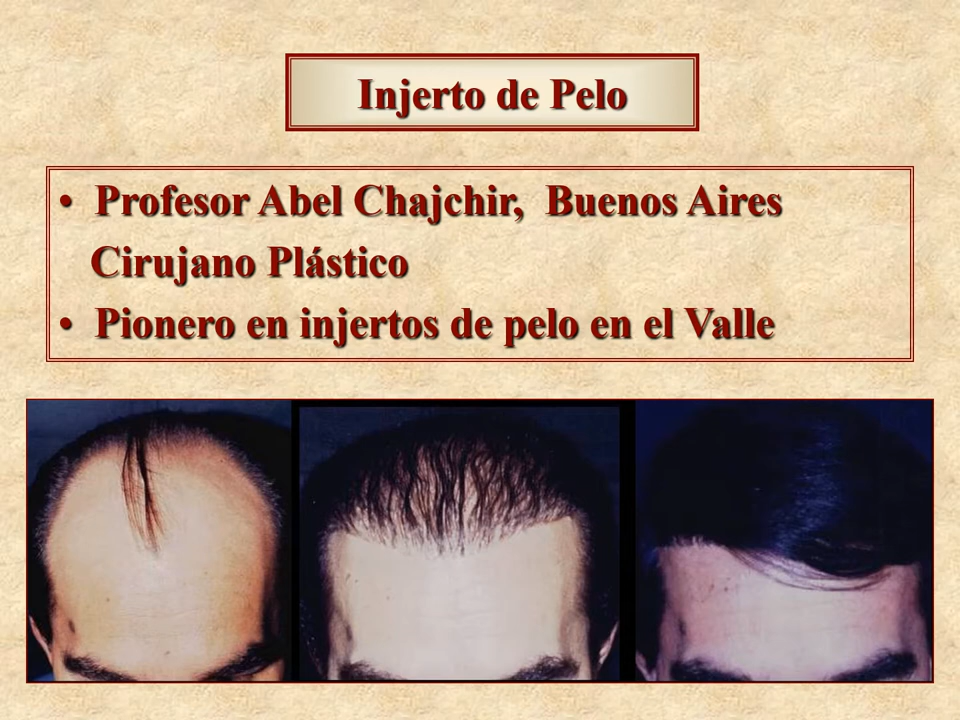 Injerto de Pelo
• Profesor Abel Chajchir, Buenos Aires
Cirujano Plástico
• Pionero en injertos de pelo en el Valle